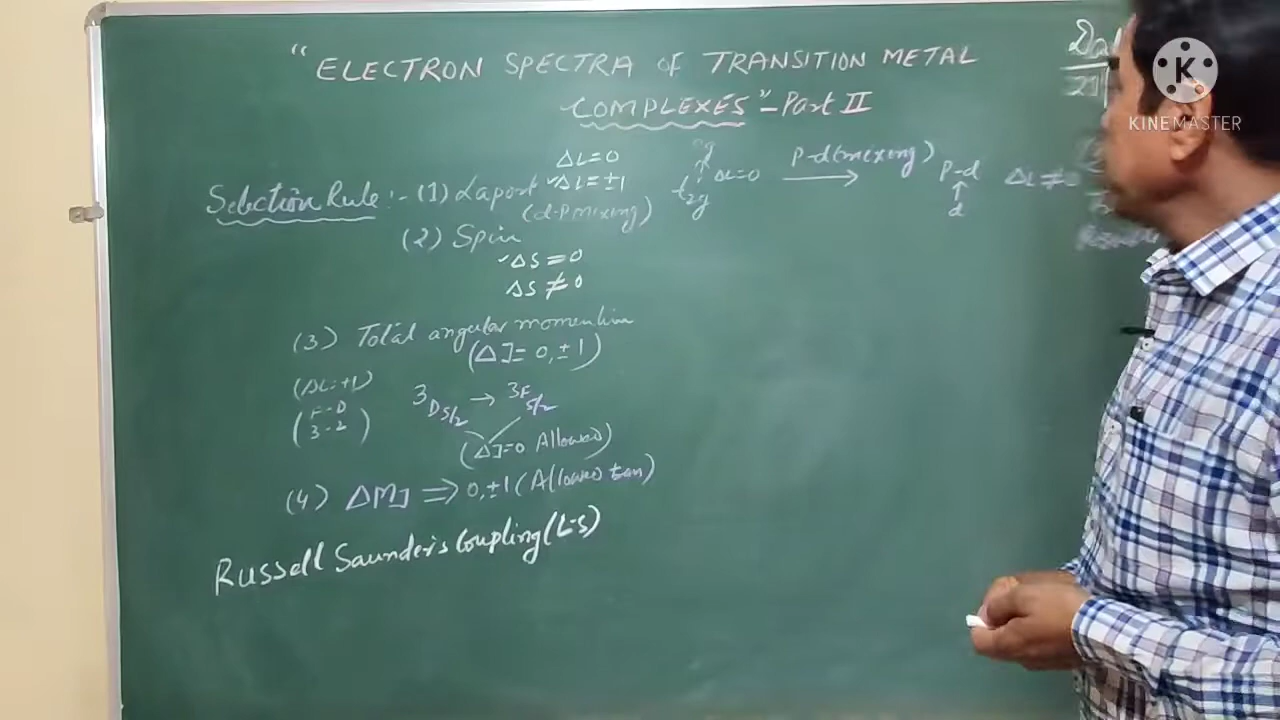 "ELECTRON SPECTRA OF TRANSITION METAL
COMPLEXES" - Part II
Selection Rule :- (1) Laport ΔL=0
✓ΔL=±1
(d-p mixing)
eg
↑
t2g ΔL=0 p-d(mixing) → p-d
↑
d
ΔL≠0
(2) Spin
✓ΔS=0
ΔS≠0
(3) Total angular momentum
(ΔJ=0,±1)
(ΔL=+1)
(F-D
3-2)
3D5/2 → 3F5/2
(ΔJ=0 Allowed)
(4) ΔMJ ⇒ 0,±1 (Allowed tran)
Russell Saunder's Coupling (L-S)
K
KINEMASTER